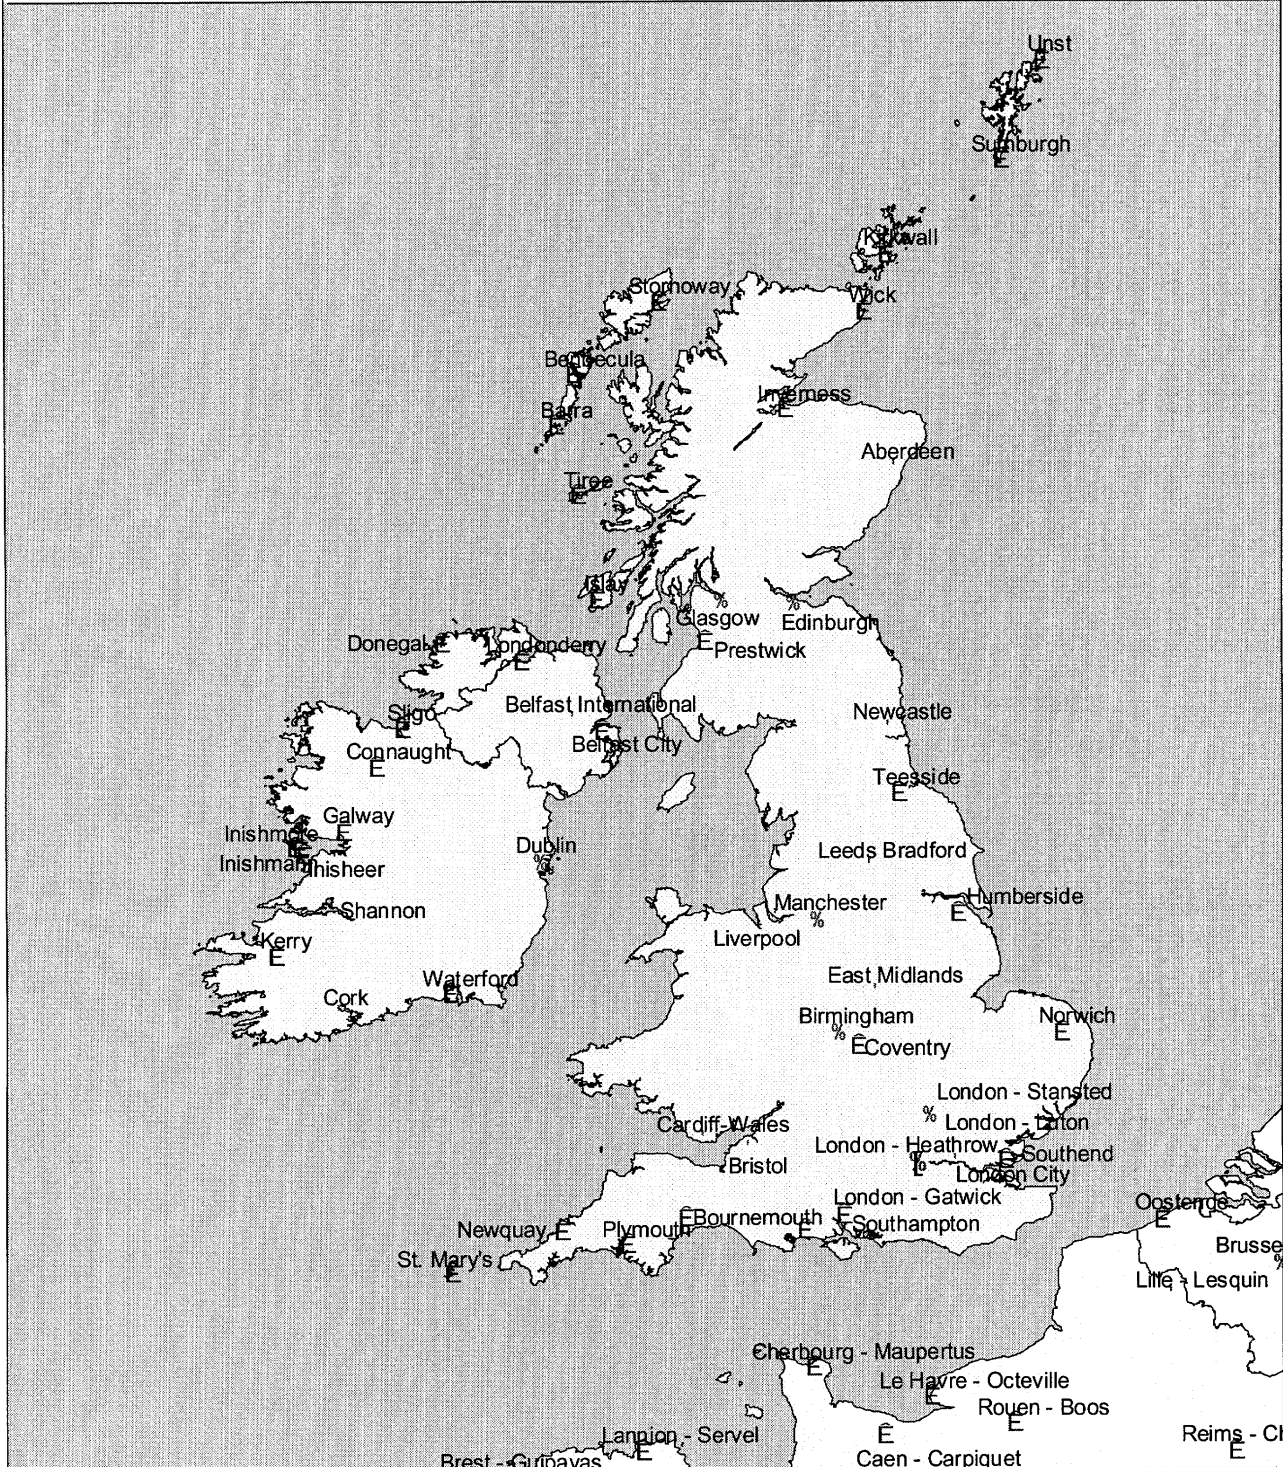 Unst
Sumburgh
Kirkwall
Stornoway
Wick
Benbecula
Inverness
Barra
Aberdeen
Tiree
Islay
Glasgow
Edinburgh
Donegal
Londonderry
Prestwick
Belfast International
Sligo
Newcastle
Belfast City
Connaught
Teesside
Galway
Inishmore
Dublin
Leeds Bradford
Inishmann
Inisheer
Humberside
Manchester
Shannon
Liverpool
Kerry
East Midlands
Waterford
Cork
Birmingham
Norwich
Coventry
London - Stansted
London - Luton
Cardiff-Wales
London - Heathrow
Southend
Bristol
London City
London - Gatwick
Oostende
Bournemouth
Southampton
Newquay
Plymouth
Brusse
St. Mary's
Lille - Lesquin
Cherbourg - Maupertus
Le Havre - Octeville
Rouen - Boos
Lannion - Servel
Reims - Ch
Brest - Guipavas
Caen - Carpiquet